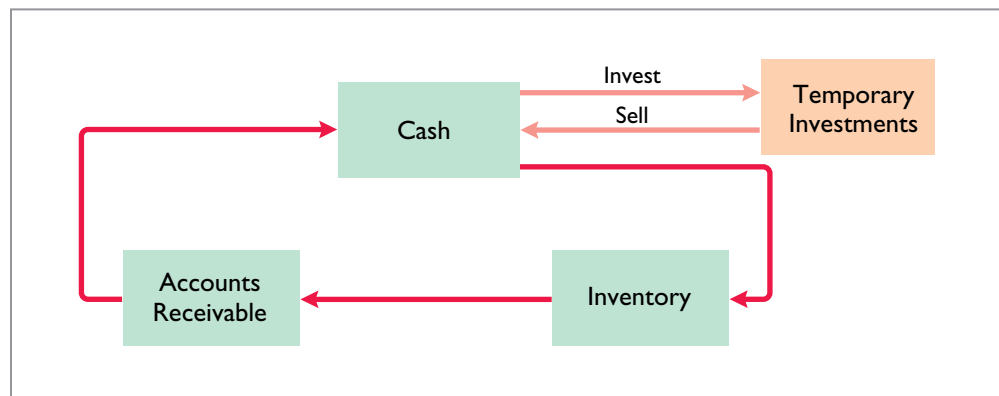 Invest
Temporary
Investments
Cash
Sell
Accounts
Receivable
Inventory